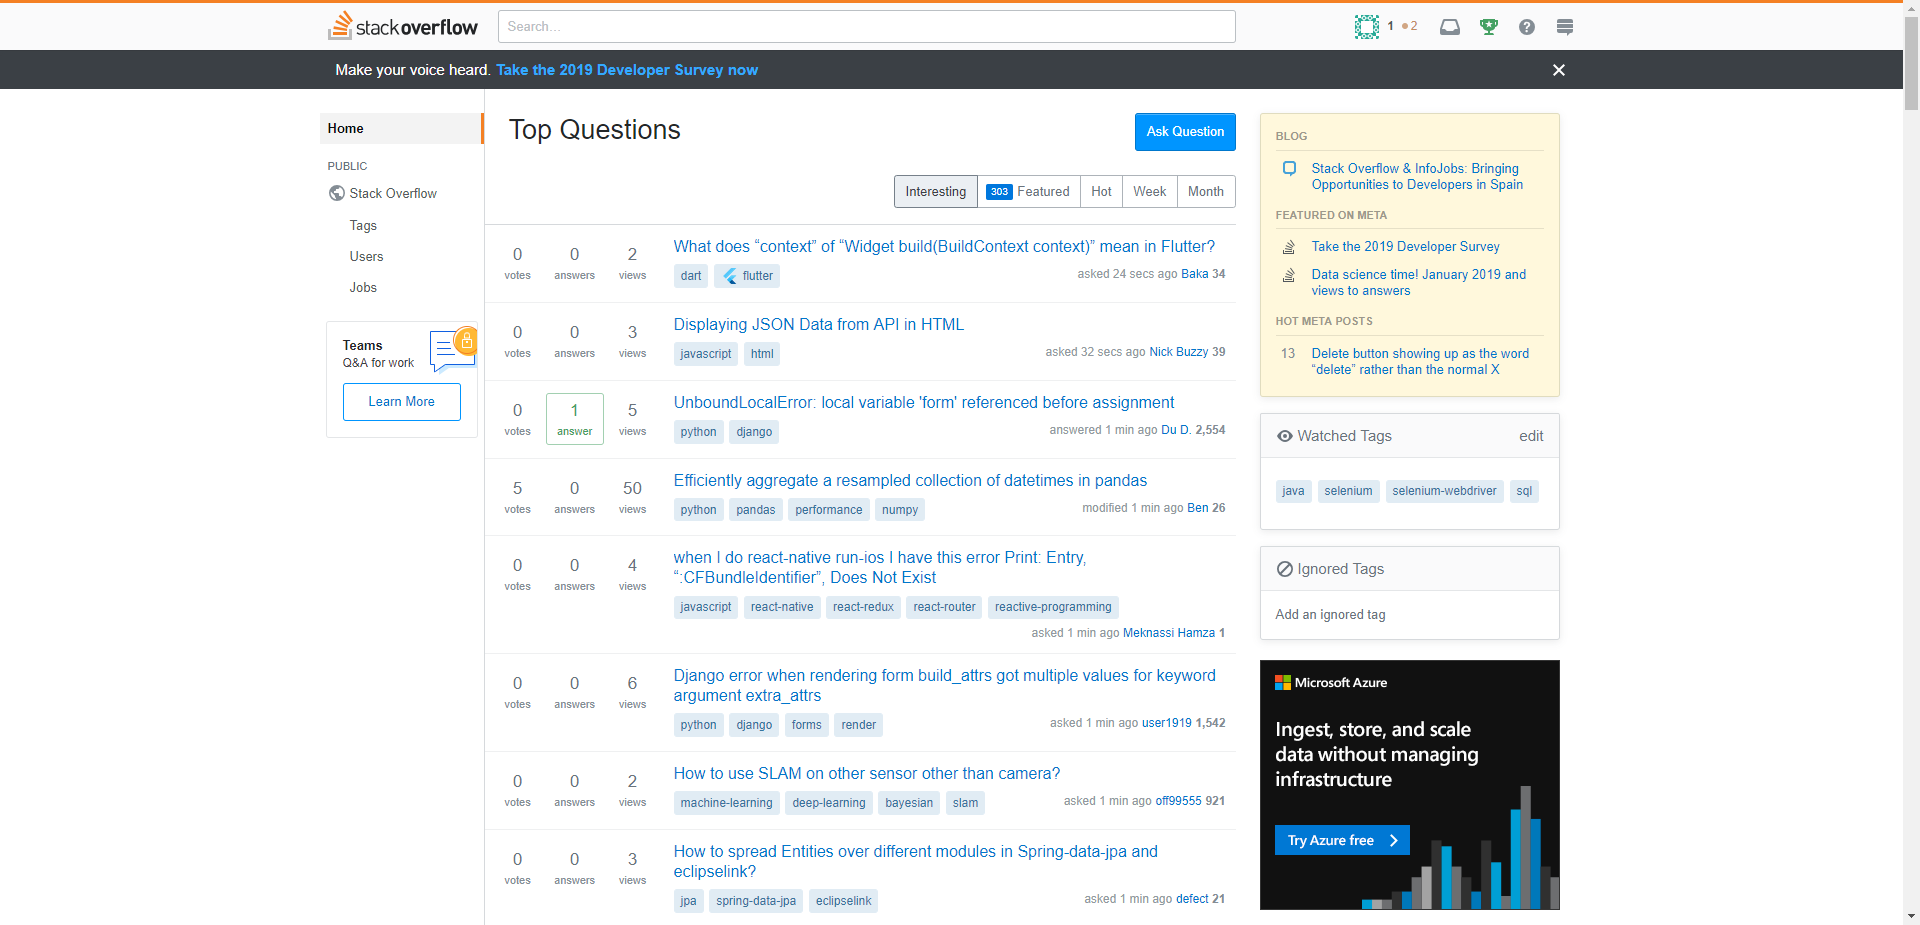 stackoverflow
Search...
1 2
Make your voice heard. Take the 2019 Developer Survey now
Home
PUBLIC
Stack Overflow
Tags
Users
Jobs
Teams
Q&A for work
Learn More
Top Questions
Ask Question
Interesting
303 Featured
Hot
Week
Month
0 votes
0 answers
2 views
What does “context” of “Widget build(BuildContext context)” mean in Flutter?
dart flutter
asked 24 secs ago Baka 34
0 votes
0 answers
3 views
Displaying JSON Data from API in HTML
javascript html
asked 32 secs ago Nick Buzzy 39
0 votes
1 answer
5 views
UnboundLocalError: local variable 'form' referenced before assignment
python django
answered 1 min ago Du D. 2,554
5 votes
0 answers
50 views
Efficiently aggregate a resampled collection of datetimes in pandas
python pandas performance numpy
modified 1 min ago Ben 26
0 votes
0 answers
4 views
when I do react-native run-ios I have this error Print: Entry,
“:CFBundleIdentifier”, Does Not Exist
javascript react-native react-redux react-router reactive-programming
asked 1 min ago Meknassi Hamza 1
0 votes
0 answers
6 views
Django error when rendering form build_attrs got multiple values for keyword
argument extra_attrs
python django forms render
asked 1 min ago user1919 1,542
0 votes
0 answers
2 views
How to use SLAM on other sensor other than camera?
machine-learning deep-learning bayesian slam
asked 1 min ago off99555 921
0 votes
0 answers
3 views
How to spread Entities over different modules in Spring-data-jpa and
eclipselink?
jpa spring-data-jpa eclipselink
asked 1 min ago defect 21
BLOG
Stack Overflow & InfoJobs: Bringing
Opportunities to Developers in Spain
FEATURED ON META
Take the 2019 Developer Survey
Data science time! January 2019 and
views to answers
HOT META POSTS
13 Delete button showing up as the word
“delete” rather than the normal X
Watched Tags edit
java selenium selenium-webdriver sql
Ignored Tags
Add an ignored tag
Microsoft Azure
Ingest, store, and scale
data without managing
infrastructure
Try Azure free